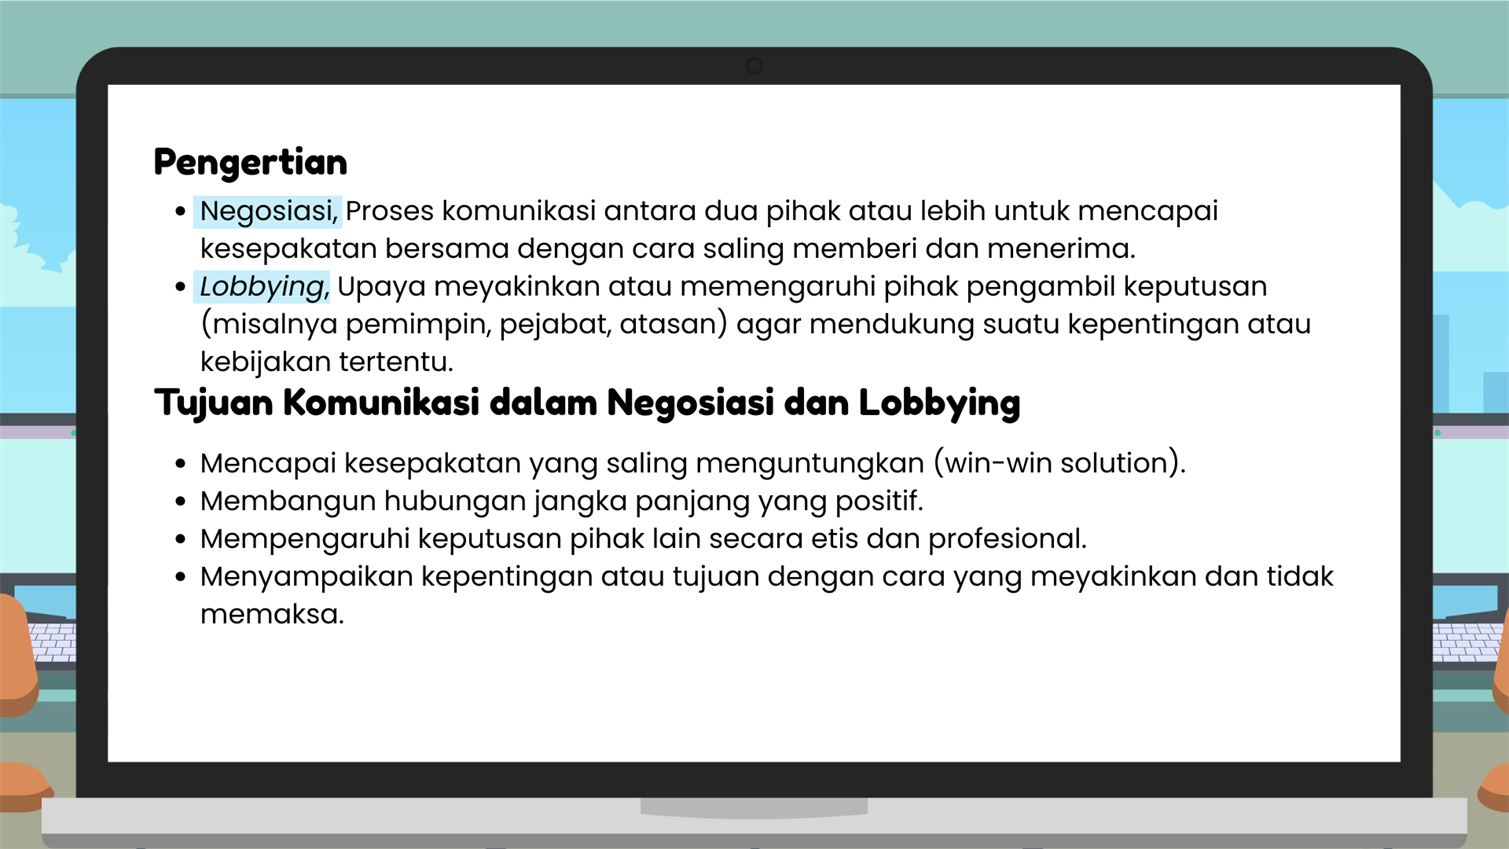 Pengertian
• Negosiasi, Proses komunikasi antara dua pihak atau lebih untuk mencapai
kesepakatan bersama dengan cara saling memberi dan menerima.
• Lobbying, Upaya meyakinkan atau memengaruhi pihak pengambil keputusan
(misalnya pemimpin, pejabat, atasan) agar mendukung suatu kepentingan atau
kebijakan tertentu.
Tujuan Komunikasi dalam Negosiasi dan Lobbying
• Mencapai kesepakatan yang saling menguntungkan (win-win solution).
• Membangun hubungan jangka panjang yang positif.
• Mempengaruhi keputusan pihak lain secara etis dan profesional.
• Menyampaikan kepentingan atau tujuan dengan cara yang meyakinkan dan tidak
memaksa.